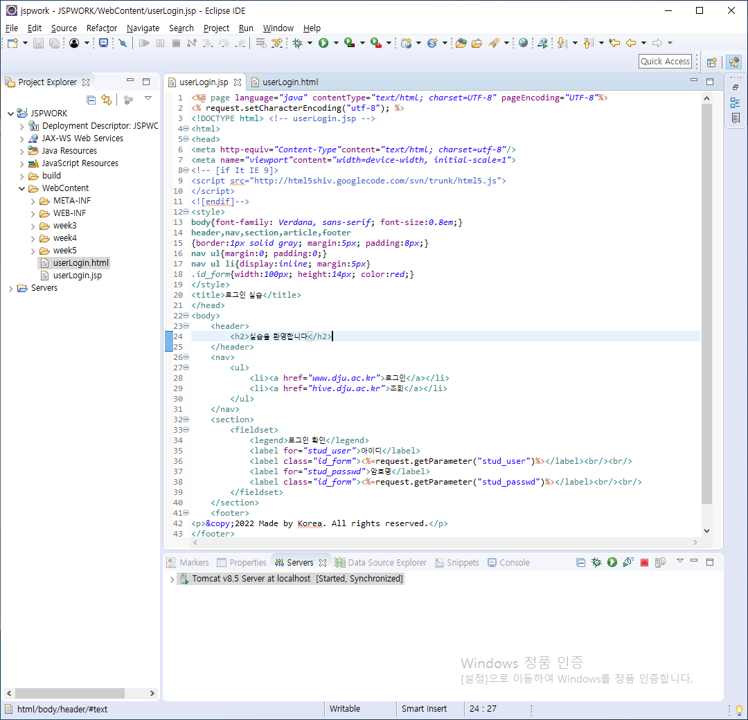 jspwork - JSPWORK/WebContent/userLogin.jsp - Eclipse IDE
File Edit Source Refactor Navigate Search Project Run Window Help
Quick Access
Project Explorer
JSPWORK
Deployment Descriptor: JSPWC
JAX-WS Web Services
Java Resources
JavaScript Resources
build
WebContent
META-INF
WEB-INF
week3
week4
week5
userLogin.html
userLogin.jsp
Servers
userLogin.jsp userLogin.html
1 <%@ page language="java" contentType="text/html; charset=UTF-8" pageEncoding="UTF-8"%>
2 <% request.setCharacterEncoding("utf-8"); %>
3 <!DOCTYPE html> <!-- userLogin.jsp -->
4 <html>
5 <head>
6 <meta http-equiv="Content-Type"content="text/html; charset=utf-8"/>
7 <meta name="viewport"content="width=device-width, initial-scale=1">
8 <!-- [if It IE 9]>
9 <script src="http://html5shiv.googlecode.com/svn/trunk/html5.js">
10 </script>
11 <![endif]-->
12 <style>
13 body{font-family: Verdana, sans-serif; font-size:0.8em;}
14 header,nav,section,article,footer
15 {border:1px solid gray; margin:5px; padding:8px;}
16 nav ul{margin:0; padding:0;}
17 nav ul li{display:inline; margin:5px}
18 .id_form{width:100px; height:14px; color:red;}
19 </style>
20 <title>로그인 실습</title>
21 </head>
22 <body>
23 <header>
24 <h2>실습을 환영합니다</h2>
25 </header>
26 <nav>
27 <ul>
28 <li><a href="www.dju.ac.kr">로그인</a></li>
29 <li><a href="hive.dju.ac.kr">조회</a></li>
30 </ul>
31 </nav>
32 <section>
33 <fieldset>
34 <legend>로그인 확인</legend>
35 <label for="stud_user">아이디</label>
36 <label class="id_form"><%=request.getParameter("stud_user")%></label><br/><br/>
37 <label for="stud_passwd">암호명</label>
38 <label class="id_form"><%=request.getParameter("stud_passwd")%></label><br/><br/>
39 </fieldset>
40 </section>
41 <footer>
42 <p>&copy;2022 Made by Korea. All rights reserved.</p>
43 </footer>
Markers Properties Servers Data Source Explorer Snippets Console
Tomcat v8.5 Server at localhost [Started, Synchronized]
Windows 정품 인증
[설정]으로 이동하여 Windows를 정품 인증합니다.
html/body/header/#text Writable Smart Insert 24 : 27